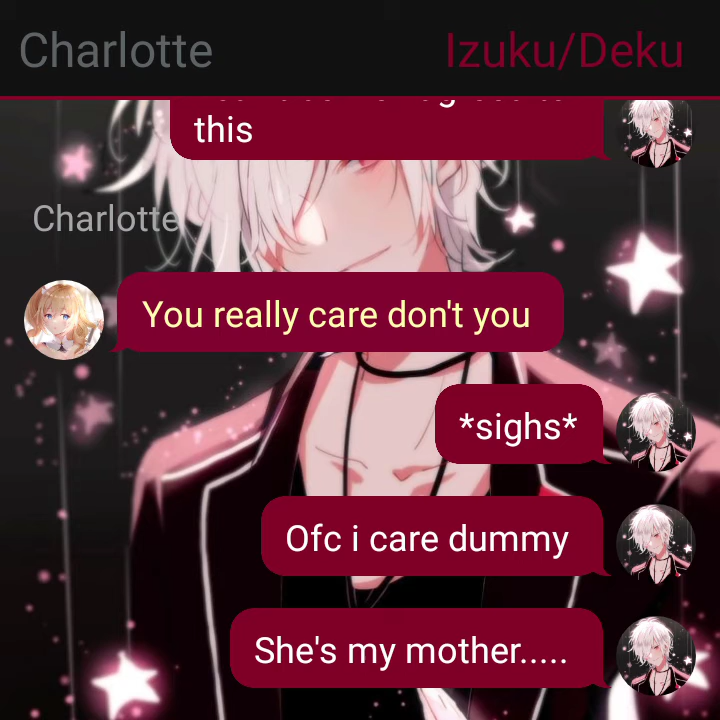 Charlotte
Izuku/Deku
this
Charlotte
You really care don't you
*sighs*
Ofc i care dummy
She's my mother.....